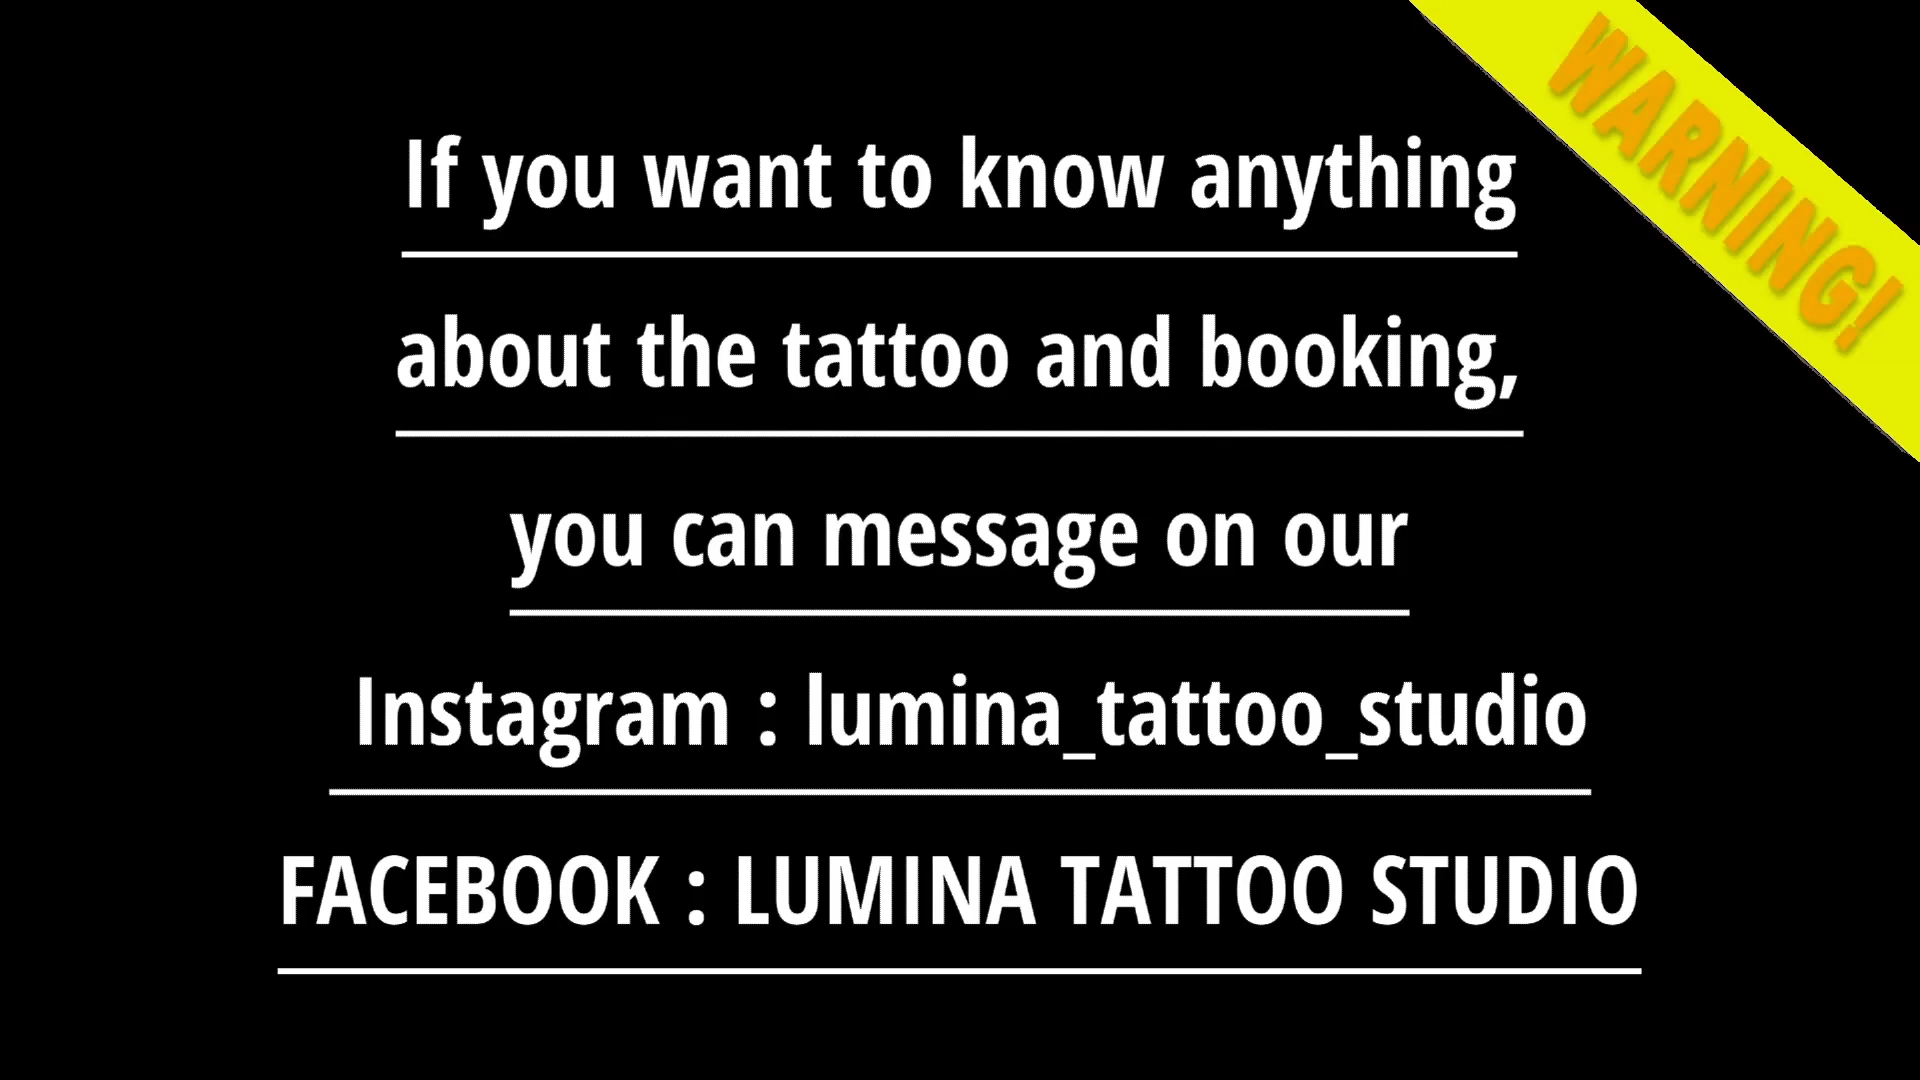 WARNING!
If you want to know anything
about the tattoo and booking,
you can message on our
Instagram : lumina_tattoo_studio
FACEBOOK : LUMINA TATTOO STUDIO